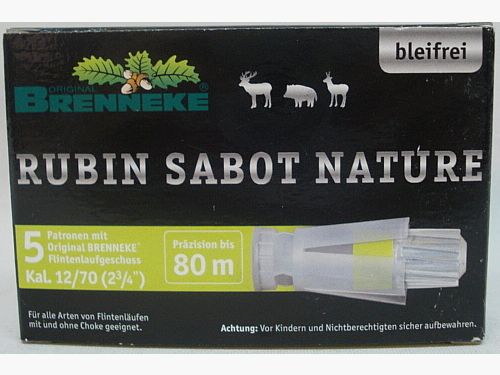 bleifrei
ORIGINAL
BRENNEKE®
RUBIN SABOT NATURE
5 Patronen mit
Original BRENNEKE®
Flintenlaufgeschoss
Kal. 12/70 (2¾")
Präzision bis
80 m
Für alle Arten von Flintenläufen
mit und ohne Choke geeignet.
Achtung: Vor Kindern und Nichtberechtigten sicher aufbewahren.